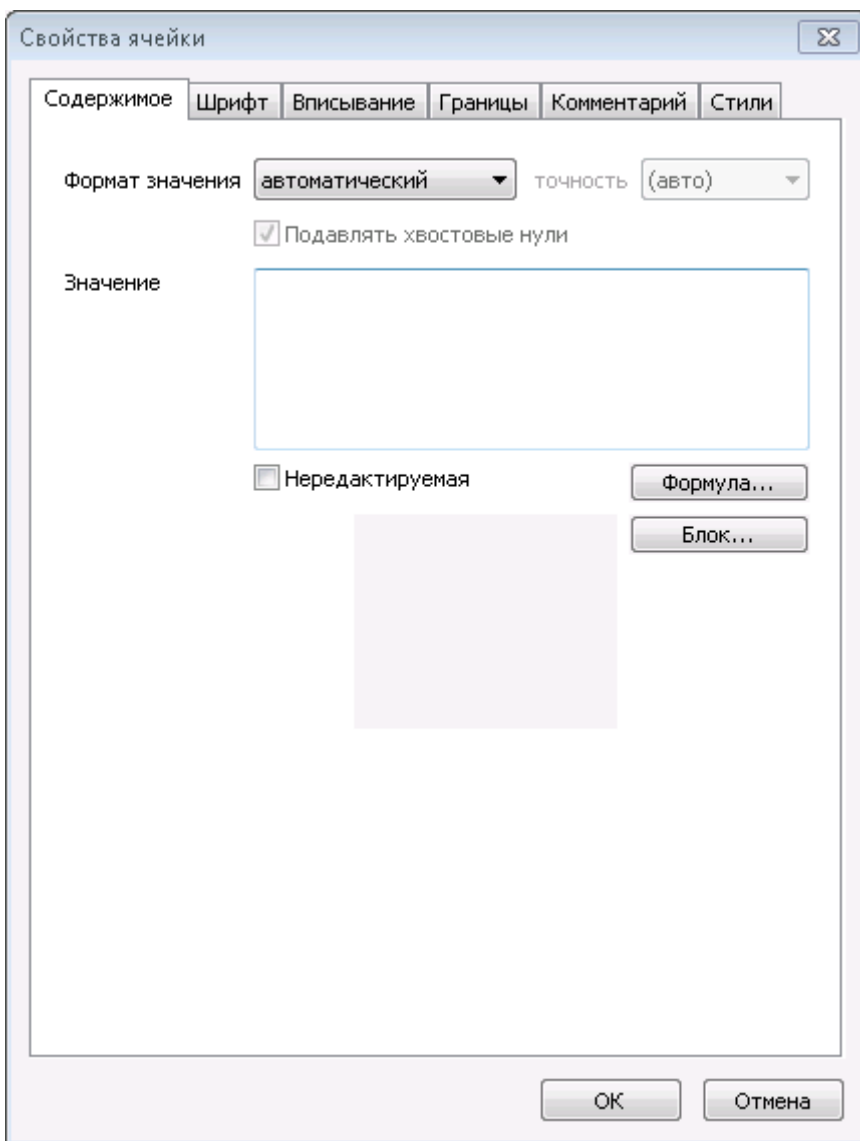 Свойства ячейки
Содержимое Шрифт Вписывание Границы Комментарий Стили
Формат значения автоматический точность (авто)
Подавлять хвостовые нули
Значение
Нередактируемая Формула...
Блок...
ОК Отмена